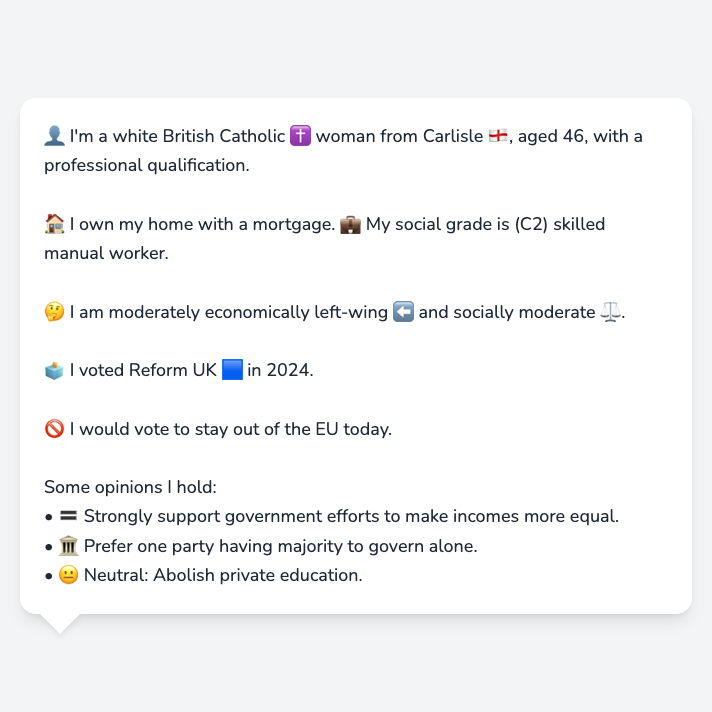 👤 I'm a white British Catholic ✝️ woman from Carlisle 🏴󠁧󠁢󠁥󠁮󠁧󠁿, aged 46, with a
professional qualification.
🏠 I own my home with a mortgage. 💼 My social grade is (C2) skilled
manual worker.
🤔 I am moderately economically left-wing ⬅️ and socially moderate ⚖️.
🗳️ I voted Reform UK 🟦 in 2024.
🚫 I would vote to stay out of the EU today.
Some opinions I hold:
• 🟰 Strongly support government efforts to make incomes more equal.
• 🏛️ Prefer one party having majority to govern alone.
• 😐 Neutral: Abolish private education.